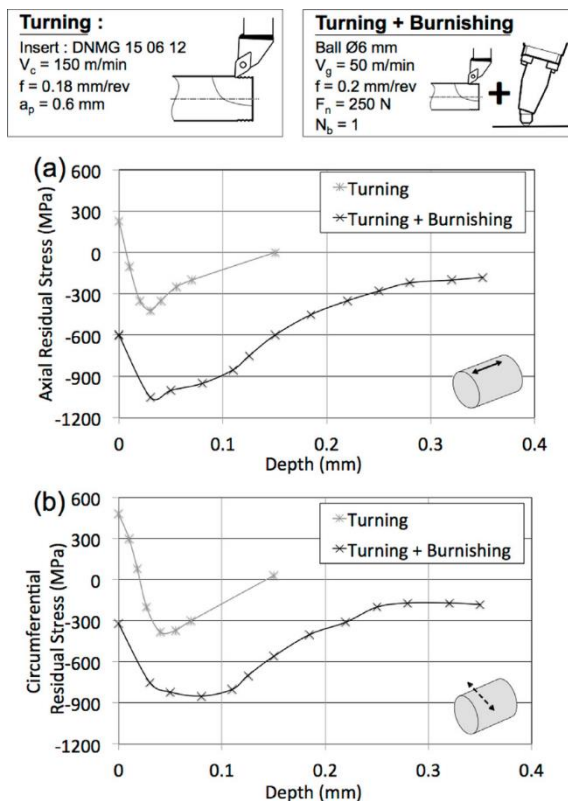 Turning :
Insert : DNMG 15 06 12
Vc = 150 m/min
f = 0.18 mm/rev
ap = 0.6 mm
Turning + Burnishing
Ball Ø6 mm
Vg = 50 m/min
f = 0.2 mm/rev
Fn = 250 N
Nb = 1
+
(a)
Axial Residual Stress (MPa)
600
300
0
-300
-600
-900
-1200
Turning
Turning + Burnishing
0
0.1
0.2
0.3
0.4
Depth (mm)
(b)
Circumferential
Residual Stress (MPa)
600
300
0
-300
-600
-900
-1200
Turning
Turning + Burnishing
0
0.1
0.2
0.3
0.4
Depth (mm)